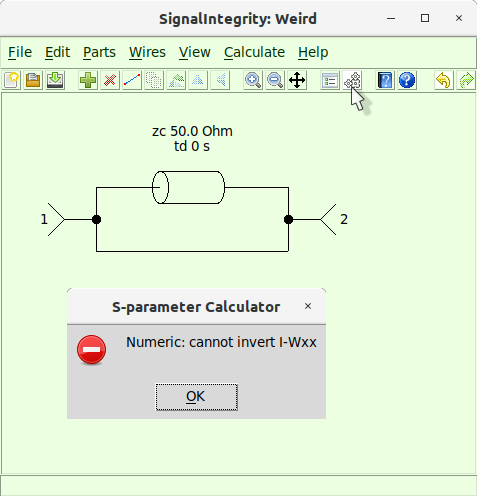 SignalIntegrity: Weird
File Edit Parts Wires View Calculate Help
zc 50.0 Ohm
td 0 s
1
2
S-parameter Calculator
Numeric: cannot invert I-Wxx
OK